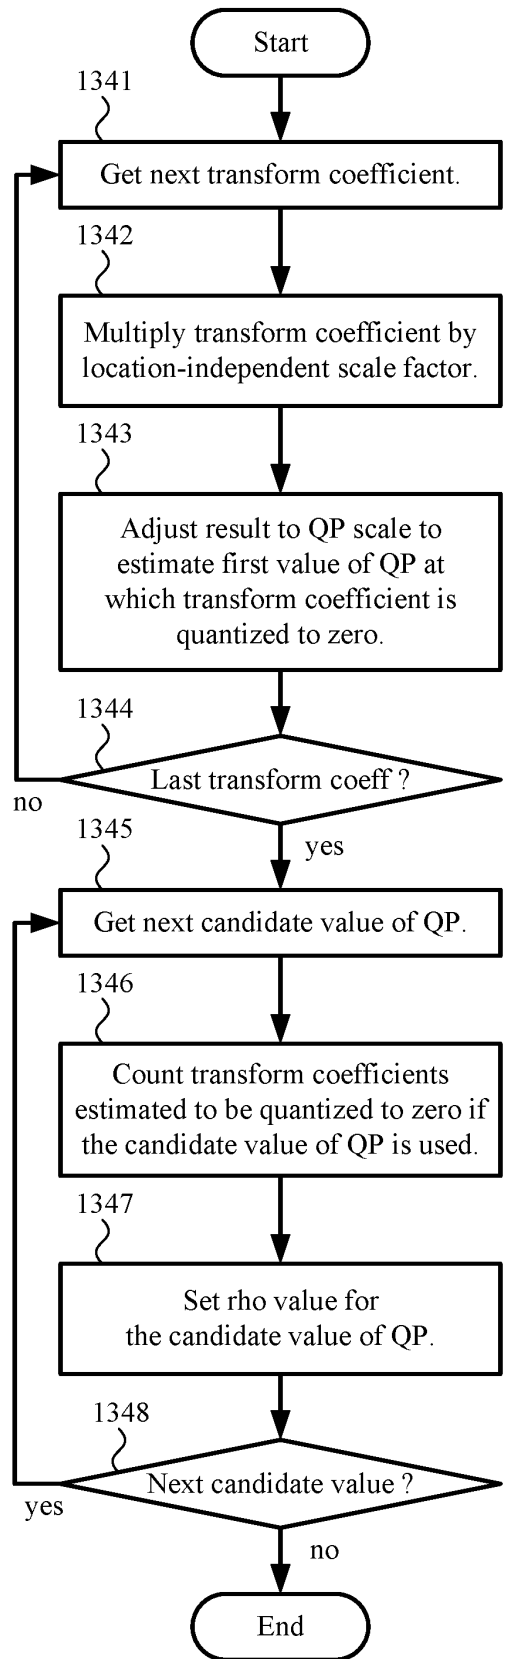 Start
1341
Get next transform coefficient.
1342
Multiply transform coefficient by
location-independent scale factor.
1343
Adjust result to QP scale to
estimate first value of QP at
which transform coefficient is
quantized to zero.
1344
Last transform coeff ?
no
yes
1345
Get next candidate value of QP.
1346
Count transform coefficients
estimated to be quantized to zero if
the candidate value of QP is used.
1347
Set rho value for
the candidate value of QP.
1348
Next candidate value ?
yes
no
End